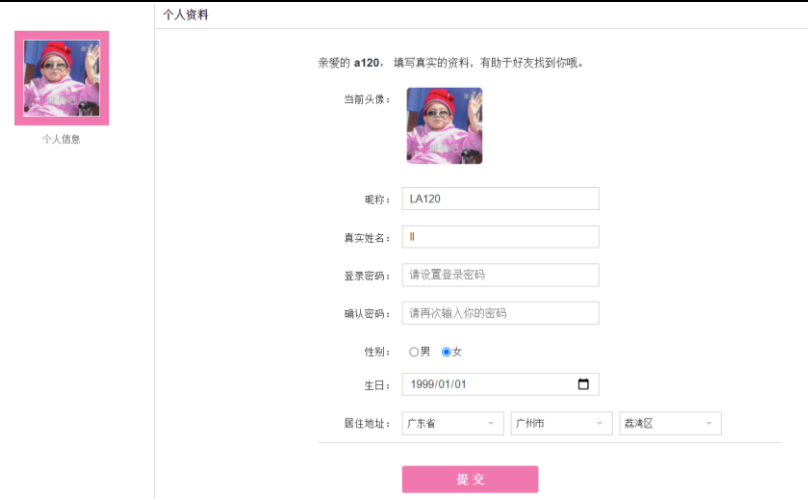 个人资料
个人信息
亲爱的 a120， 填写真实的资料，有助于好友找到你哦。
当前头像：
昵称： LA120
真实姓名： ll
登录密码： 请设置登录密码
确认密码： 请再次输入你的密码
性别： 男 女
生日： 1999/01/01
居住地址： 广东省 广州市 荔湾区
提 交